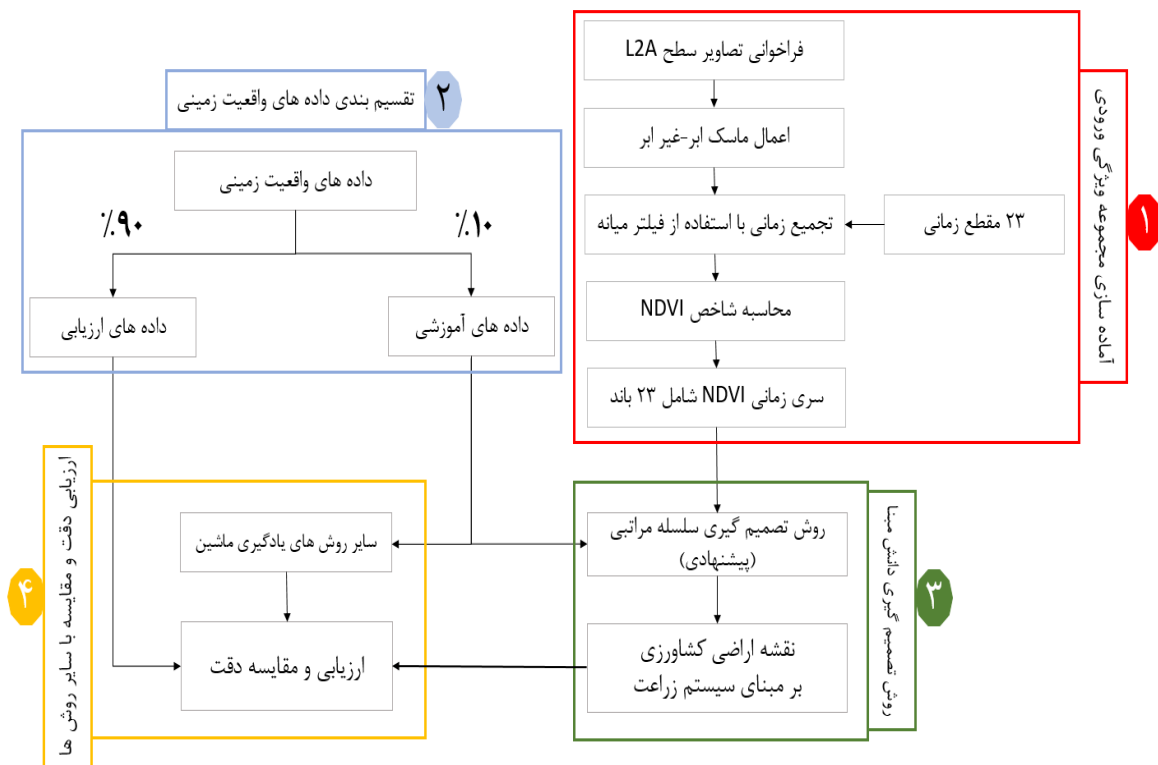 فراخوانی تصاویر سطح L2A
اعمال ماسک ابر-غیر ابر
تجمیع زمانی با استفاده از فیلتر میانه
۲۳ مقطع زمانی
محاسبه شاخص NDVI
سری زمانی NDVI شامل ۲۳ باند
آماده سازی مجموعه ویژگی ورودی
۱
۲
تقسیم بندی داده های واقعیت زمینی
داده های واقعیت زمینی
٪۱۰
٪۹۰
داده های آموزشی
داده های ارزیابی
روش تصمیم گیری سلسله مراتبی
(پیشنهادی)
نقشه اراضی کشاورزی
بر مبنای سیستم زراعت
روش تصمیم گیری دانش مبنا
۳
سایر روش های یادگیری ماشین
ارزیابی و مقایسه دقت
ارزیابی دقت و مقایسه با سایر روش ها
۴